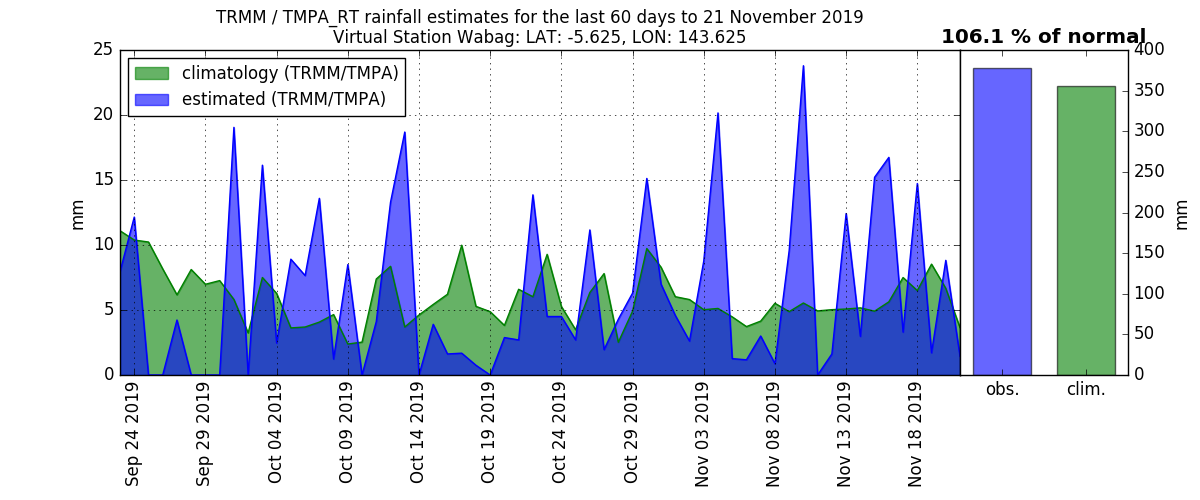 TRMM / TMPA_RT rainfall estimates for the last 60 days to 21 November 2019
Virtual Station Wabag: LAT: -5.625, LON: 143.625
106.1 % of normal
climatology (TRMM/TMPA)
estimated (TRMM/TMPA)
25
20
15
10
5
0
mm
400
350
300
250
200
150
100
50
0
mm
Sep 24 2019
Sep 29 2019
Oct 04 2019
Oct 09 2019
Oct 14 2019
Oct 19 2019
Oct 24 2019
Oct 29 2019
Nov 03 2019
Nov 08 2019
Nov 13 2019
Nov 18 2019
obs.
clim.